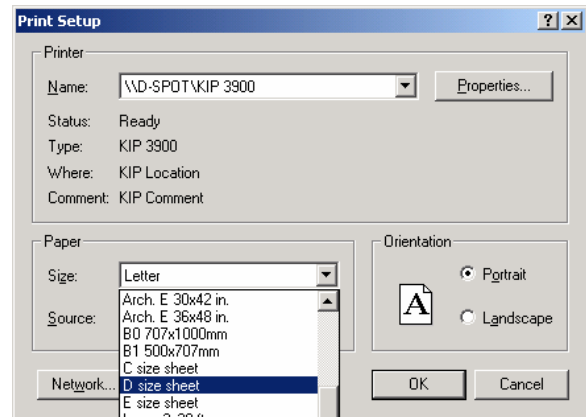 Print Setup
Printer
Name: \\D-SPOT\KIP 3900 Properties...
Status: Ready
Type: KIP 3900
Where: KIP Location
Comment: KIP Comment
Paper
Orientation
Size: Letter
Portrait
Arch. E 30x42 in.
Arch. E 36x48 in.
Source:
A
Landscape
B0 707x1000mm
B1 500x707mm
C size sheet
Network... D size sheet OK Cancel
E size sheet